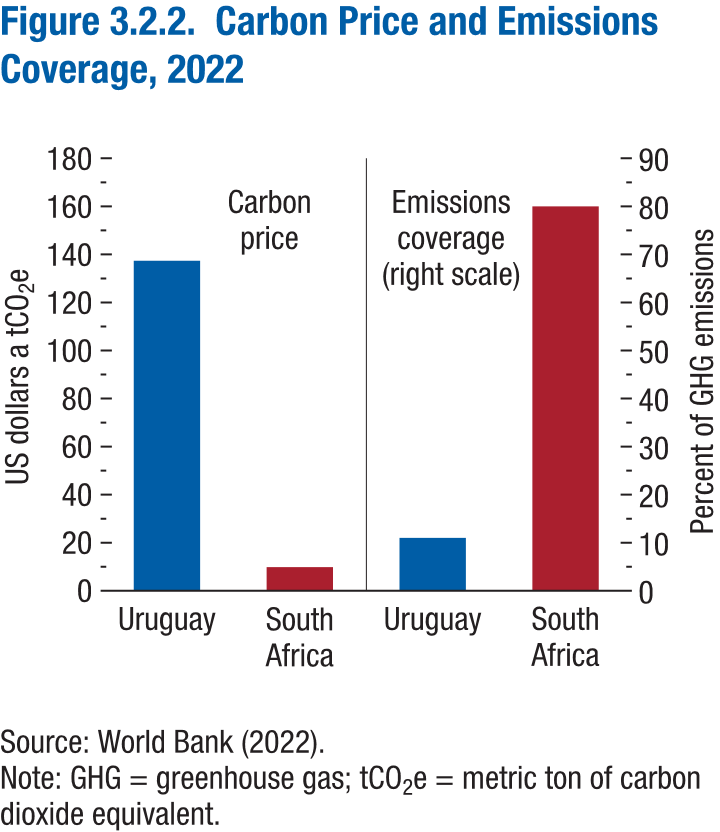 Figure 3.2.2. Carbon Price and Emissions
Coverage, 2022
180
160
140
120
100
80
60
40
20
0
US dollars a tCO₂e
Carbon
price
Emissions
coverage
(right scale)
90
80
70
60
50
40
30
20
10
0
Percent of GHG emissions
Uruguay
South
Africa
Uruguay
South
Africa
Source: World Bank (2022).
Note: GHG = greenhouse gas; tCO₂e = metric ton of carbon
dioxide equivalent.